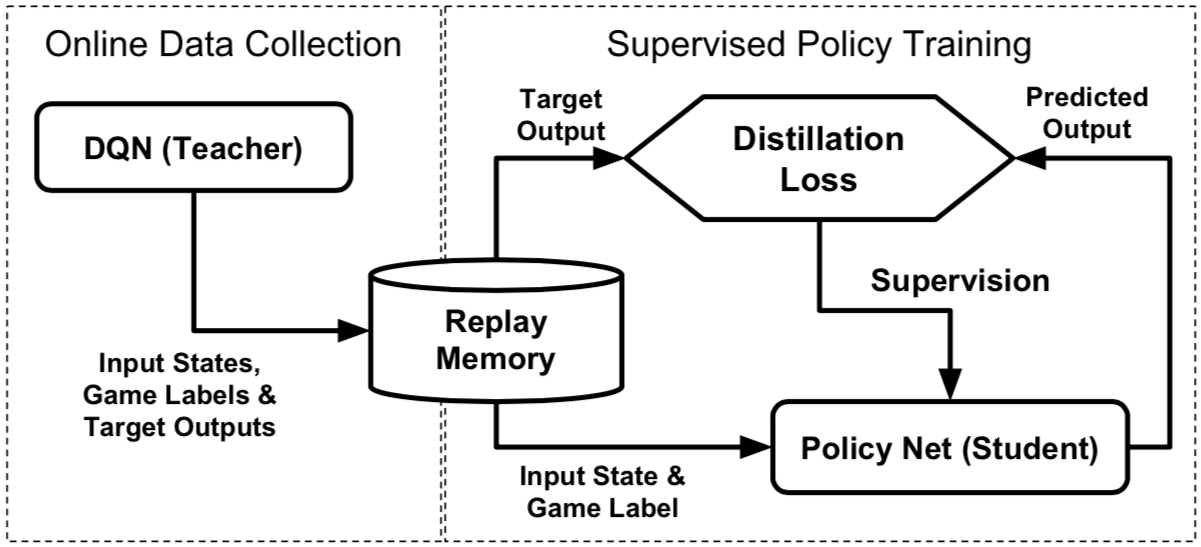 Online Data Collection
DQN (Teacher)
Input States,
Game Labels &
Target Outputs
Replay
Memory
Supervised Policy Training
Target
Output
Distillation
Loss
Predicted
Output
Supervision
Policy Net (Student)
Input State &
Game Label